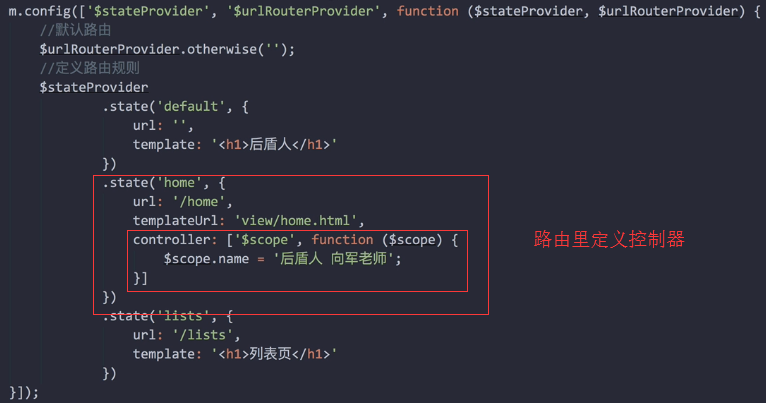 m.config(['$stateProvider', '$urlRouterProvider', function ($stateProvider, $urlRouterProvider) {
    //默认路由
    $urlRouterProvider.otherwise('');
    //定义路由规则
    $stateProvider
            .state('default', {
                url: '',
                template: '<h1>后盾人</h1>'
            })
            .state('home', {
                url: '/home',
                templateUrl: 'view/home.html',
                controller: ['$scope', function ($scope) {
                    $scope.name = '后盾人 向军老师';
                }]
            })
            .state('lists', {
                url: '/lists',
                template: '<h1>列表页</h1>'
            })
}]);
路由里定义控制器